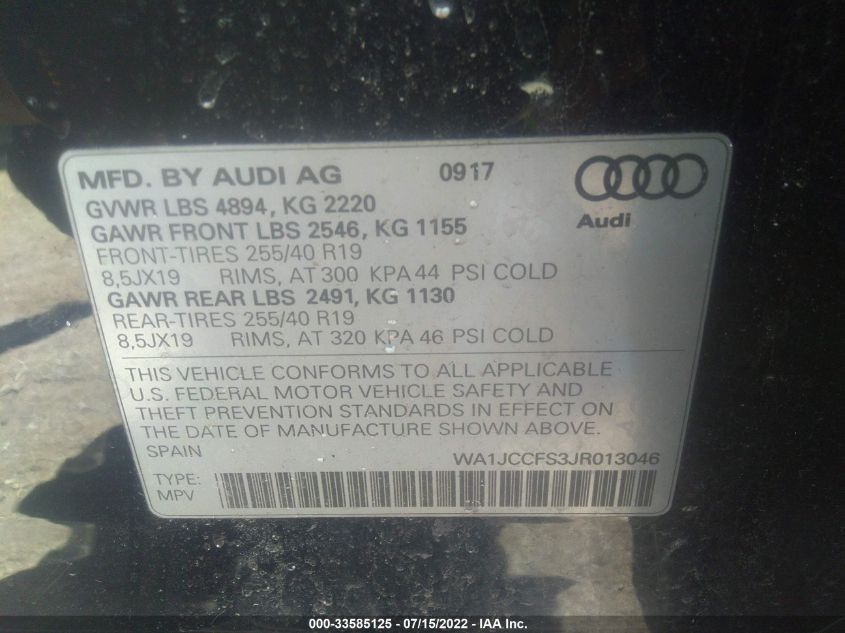 MFD. BY AUDI AG 0917
Audi
GVWR LBS 4894, KG 2220
GAWR FRONT LBS 2546, KG 1155
FRONT-TIRES 255/40 R19
8,5JX19 RIMS, AT 300 KPA 44 PSI COLD
GAWR REAR LBS 2491, KG 1130
REAR-TIRES 255/40 R19
8,5JX19 RIMS, AT 320 KPA 46 PSI COLD
THIS VEHICLE CONFORMS TO ALL APPLICABLE
U.S. FEDERAL MOTOR VEHICLE SAFETY AND
THEFT PREVENTION STANDARDS IN EFFECT ON
THE DATE OF MANUFACTURE SHOWN ABOVE.
SPAIN WA1JCCFS3JR013046
TYPE:
MPV
000-33585125 - 07/15/2022 - IAA Inc.